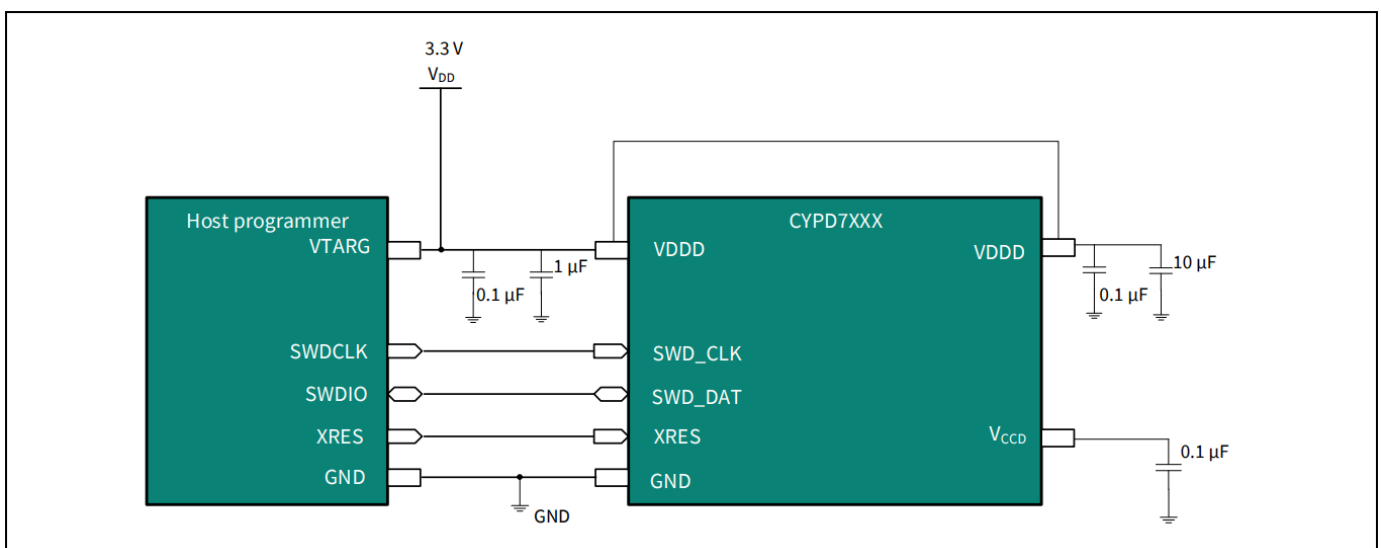 3.3 V
VDD
Host programmer
CYPD7XXX
VTARG
VDDD
VDDD
1 µF
0.1 µF
10 µF
0.1 µF
SWDCLK
SWD_CLK
SWDIO
SWD_DAT
XRES
XRES
VCCD
0.1 µF
GND
GND
GND